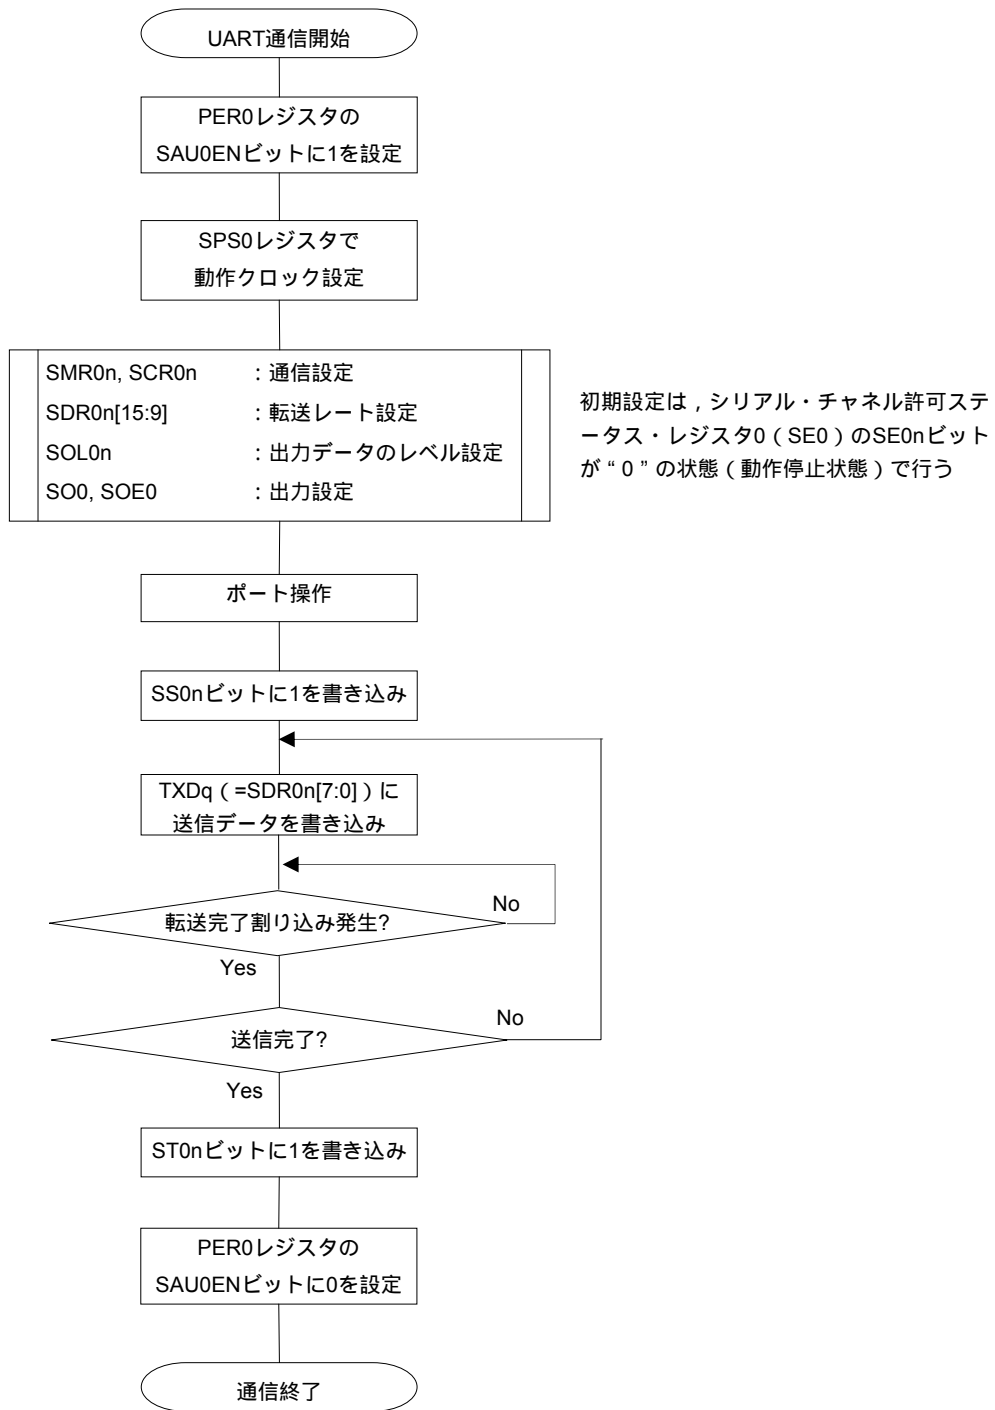 UART通信開始
PER0レジスタの
SAU0ENビットに1を設定
SPS0レジスタで
動作クロック設定
SMR0n, SCR0n ：通信設定
SDR0n[15:9] ：転送レート設定
SOL0n ：出力データのレベル設定
SO0, SOE0 ：出力設定
初期設定は，シリアル・チャネル許可ステ
ータス・レジスタ0（SE0）のSE0nビット
が“0”の状態（動作停止状態）で行う
ポート操作
SS0nビットに1を書き込み
TXDq（=SDR0n[7:0]）に
送信データを書き込み
転送完了割り込み発生?
No
Yes
送信完了?
No
Yes
ST0nビットに1を書き込み
PER0レジスタの
SAU0ENビットに0を設定
通信終了